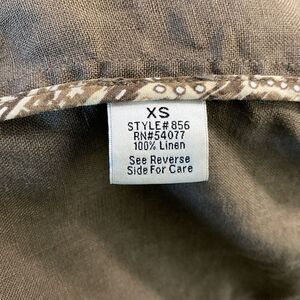 XS
STYLE# 856
RN#54077
100% Linen
See Reverse
Side For Care